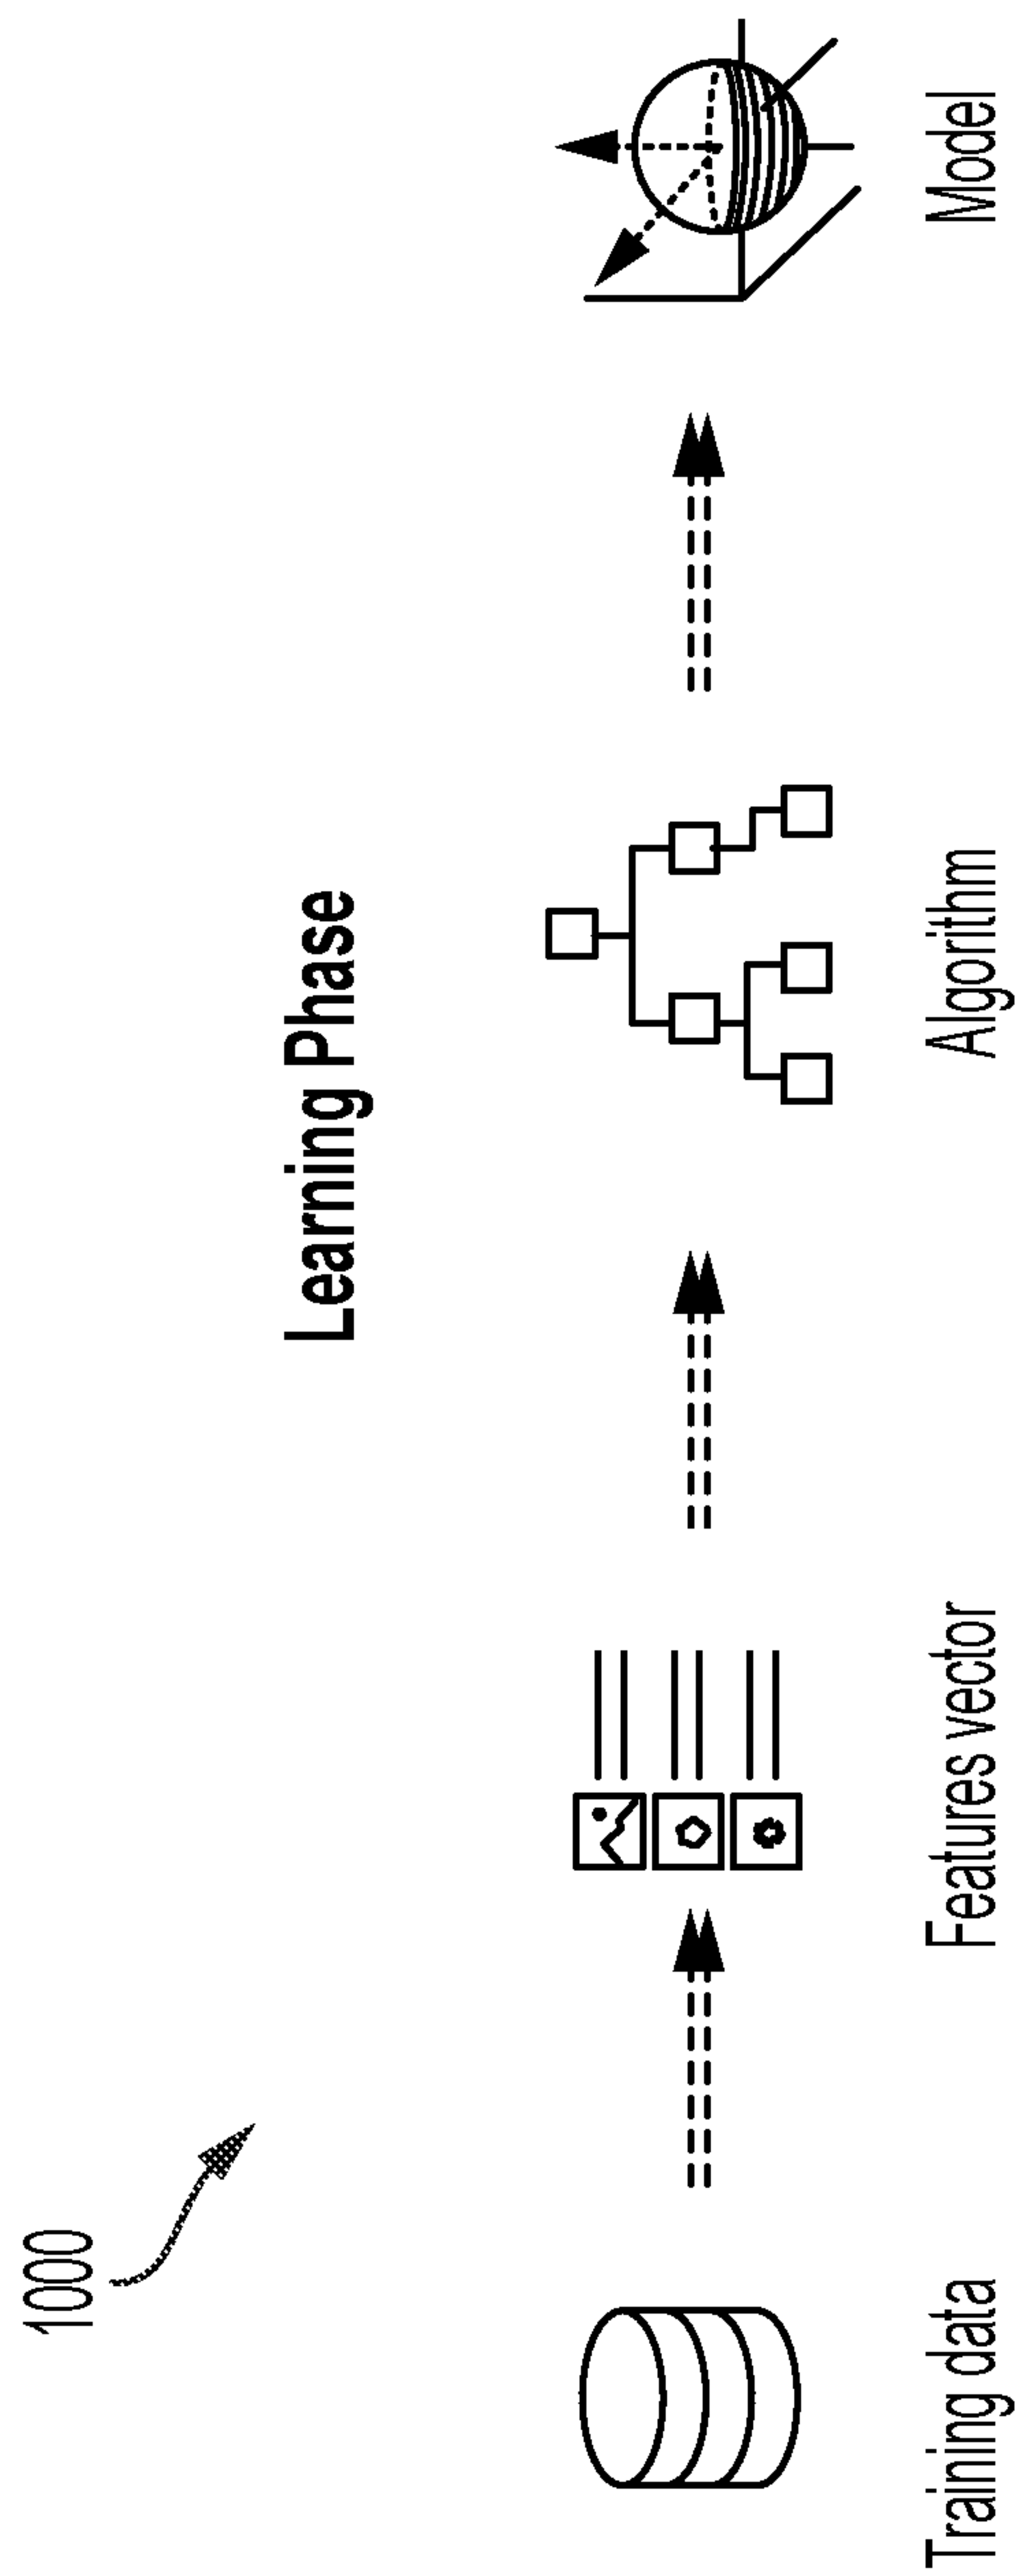 1000
Learning Phase
Training data
Features vector
Algorithm
Model